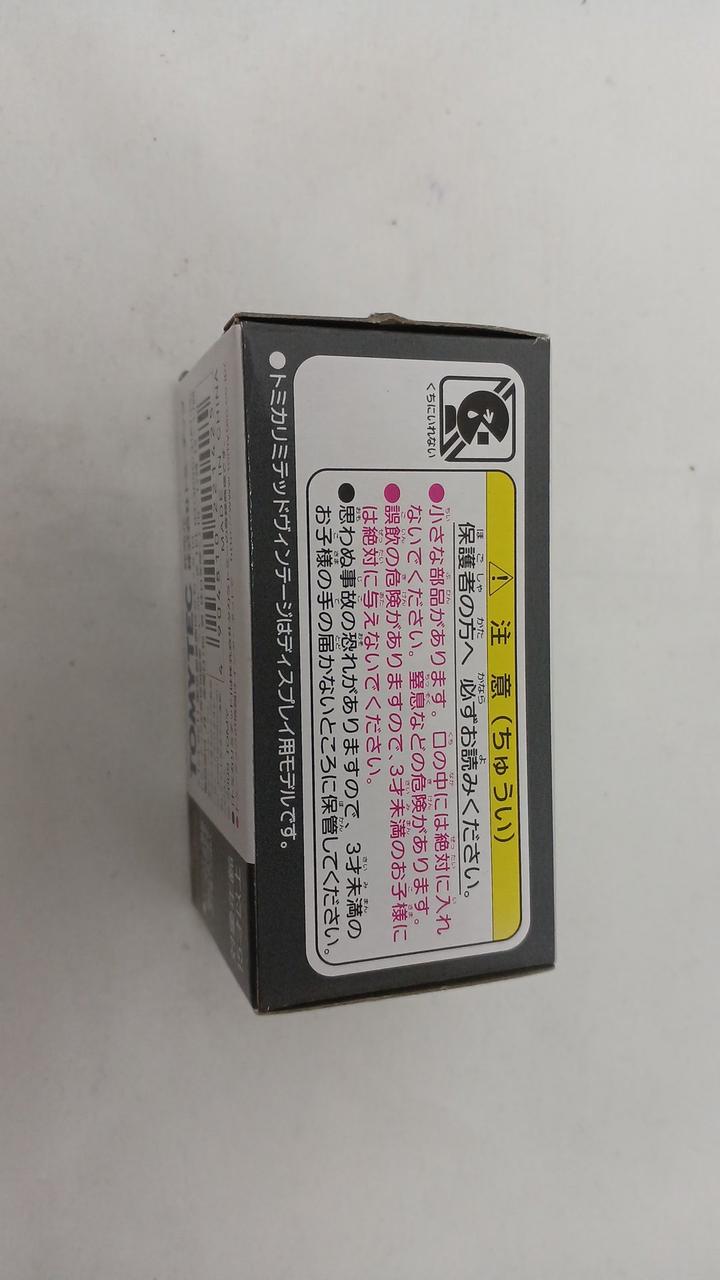 くちにいれない
注意(ちゅうい)
保護者の方へ 必ずお読みください。
●小さな部品があります。口の中には絶対に入れ
ないでください。窒息などの危険があります。
●誤飲の危険がありますので、3才未満のお子様に
は絶対に与えないでください。
●思わぬ事故の恐れがありますので、3才未満の
お子様の手の届かないところに保管してください。
●トミカリミテッドヴィンテージはディスプレイ用モデルです。
MADE IN CHINA
TOMYTEC